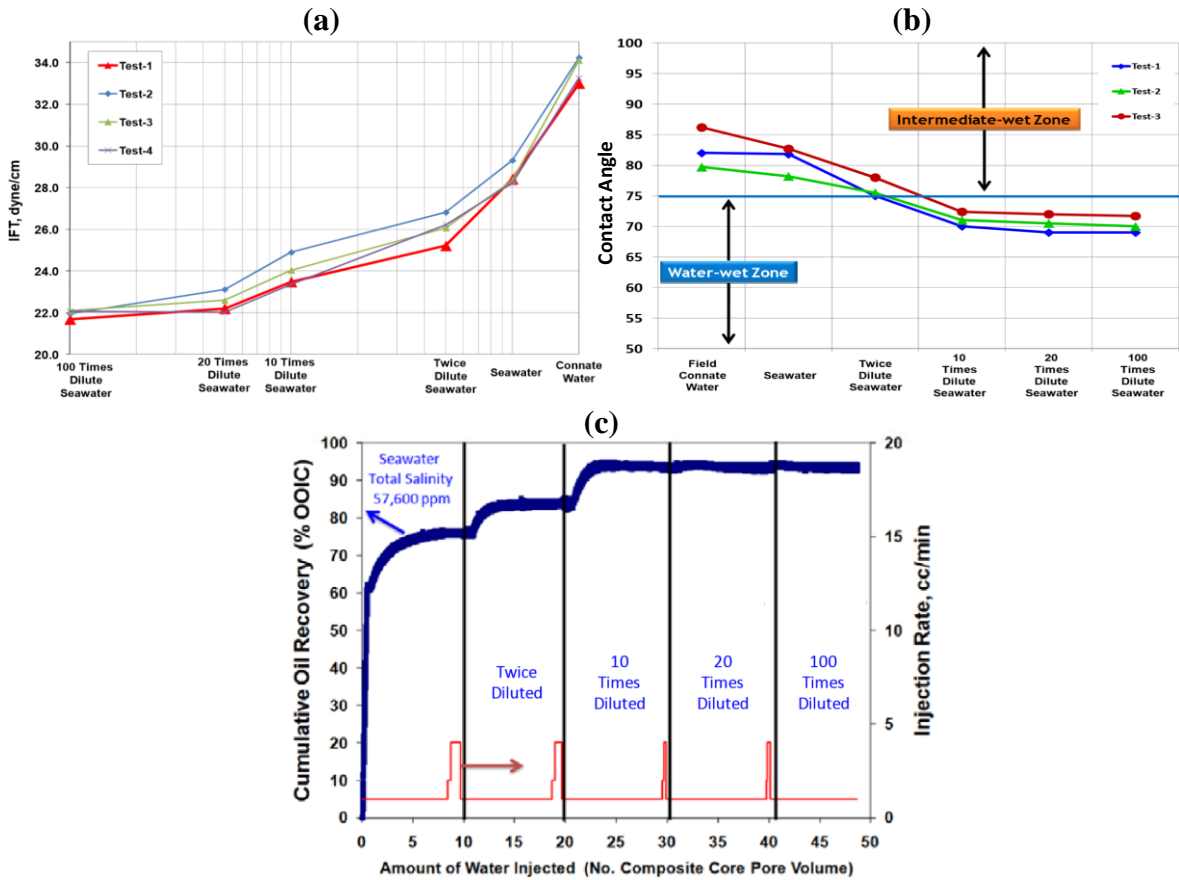 (a)
34.0
32.0
30.0
28.0
26.0
24.0
22.0
20.0
IFT, dyne/cm
Test-1
Test-2
Test-3
Test-4
100 Times
Dilute
Seawater
20 Times
Dilute
Seawater
10 Times
Dilute
Seawater
Twice
Dilute
Seawater
Seawater
Connate
Water
(b)
100
95
90
85
80
75
70
65
60
55
50
Contact Angle
Test-1
Test-2
Test-3
Intermediate-wet Zone
Water-wet Zone
Field
Connate
Water
Seawater
Twice
Dilute
Seawater
10
Times
Dilute
Seawater
20
Times
Dilute
Seawater
100
Times
Dilute
Seawater
(c)
Cumulative Oil Recovery (% OOIC)
100
90
80
70
60
50
40
30
20
10
0
Seawater
Total Salinity
57,600 ppm
Twice
Diluted
10
Times
Diluted
20
Times
Diluted
100
Times
Diluted
20
15
10
5
0
Injection Rate, cc/min
0 5 10 15 20 25 30 35 40 45 50
Amount of Water Injected (No. Composite Core Pore Volume)